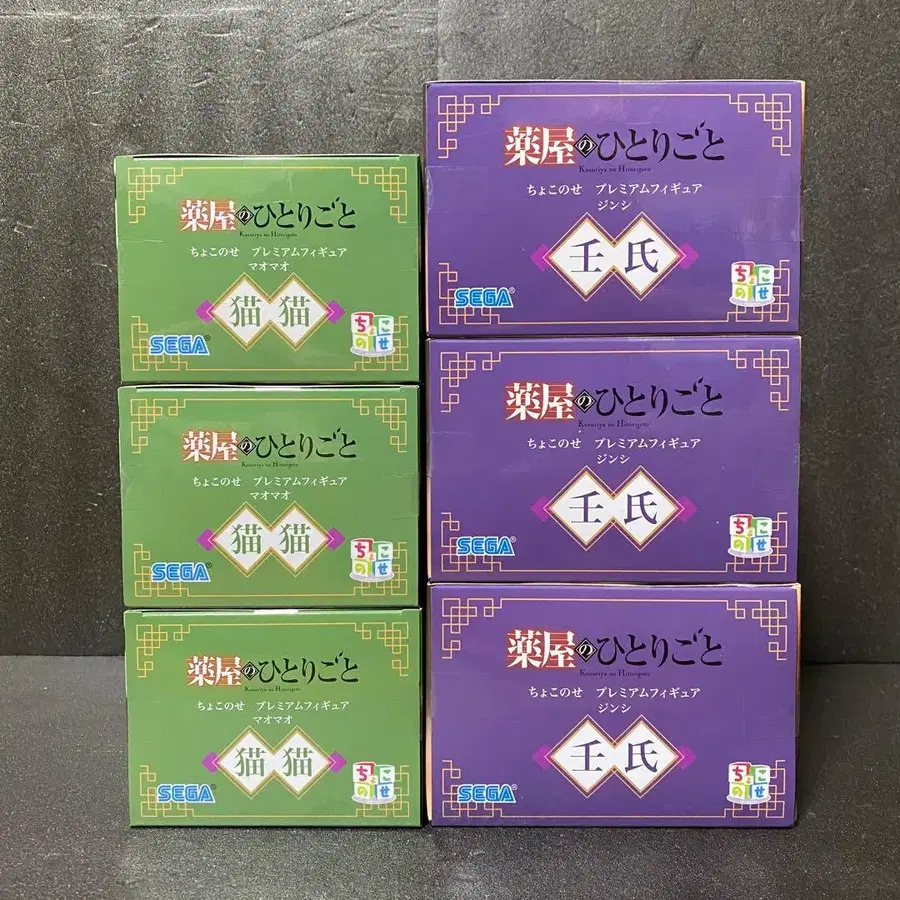 薬屋のひとりごと
Kusuriya no Hitorigoto
ちょこのせ プレミアムフィギュア
マオマオ
猫猫
SEGA
ちょこのせ
薬屋のひとりごと
Kusuriya no Hitorigoto
ちょこのせ プレミアムフィギュア
マオマオ
猫猫
SEGA
ちょこのせ
薬屋のひとりごと
Kusuriya no Hitorigoto
ちょこのせ プレミアムフィギュア
マオマオ
猫猫
SEGA
ちょこのせ
薬屋のひとりごと
Kusuriya no Hitorigoto
ちょこのせ プレミアムフィギュア
ジンシ
壬氏
SEGA
ちょこのせ
薬屋のひとりごと
Kusuriya no Hitorigoto
ちょこのせ プレミアムフィギュア
ジンシ
壬氏
SEGA
ちょこのせ
薬屋のひとりごと
Kusuriya no Hitorigoto
ちょこのせ プレミアムフィギュア
ジンシ
壬氏
SEGA
ちょこのせ